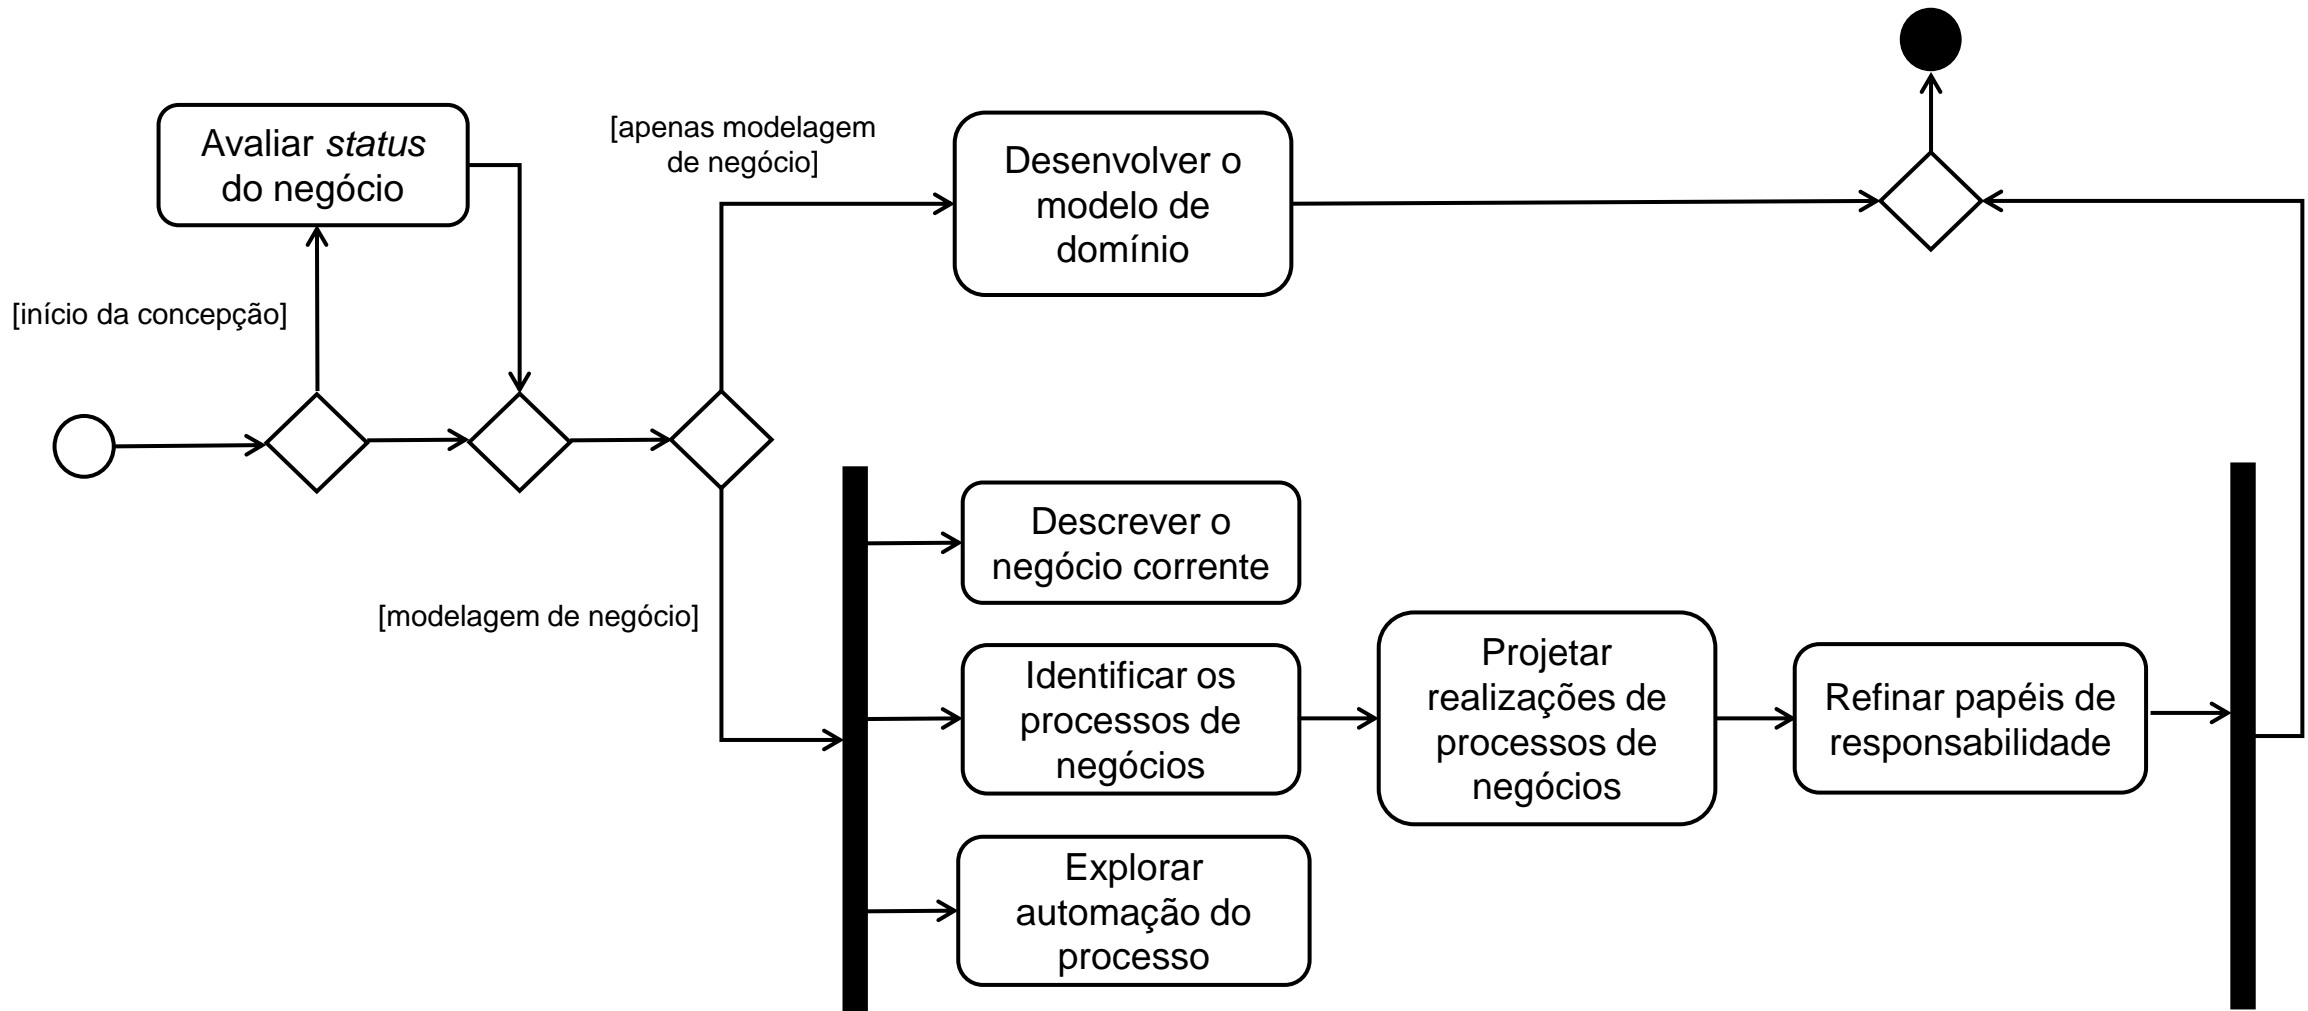 Avaliar status
do negócio
[apenas modelagem
de negócio]
Desenvolver o
modelo de
domínio
[início da concepção]
[modelagem de negócio]
Descrever o
negócio corrente
Identificar os
processos de
negócios
Projetar
realizações de
processos de
negócios
Refinar papéis de
responsabilidade
Explorar
automação do
processo